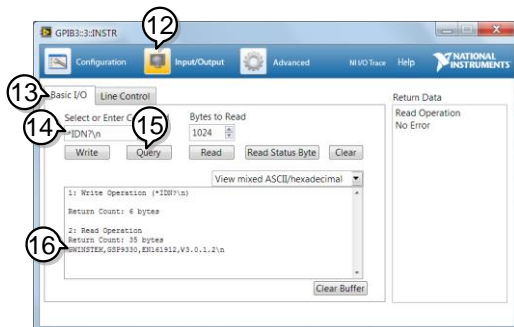 GPIB3::3::INSTR
12
Configuration Input/Output Advanced NI I/O Trace Help NATIONAL INSTRUMENTS
13 Basic I/O Line Control Return Data
Select or Enter C Bytes to Read Read Operation
14 *IDN?\n 15 1024 No Error
Write Query Read Read Status Byte Clear
View mixed ASCII/hexadecimal
1: Write Operation (*IDN?\n)
Return Count: 6 bytes
2: Read Operation
16 Return Count: 35 bytes
GWINSTEK,GSP9330,EN161912,V3.0.1.2\n
Clear Buffer